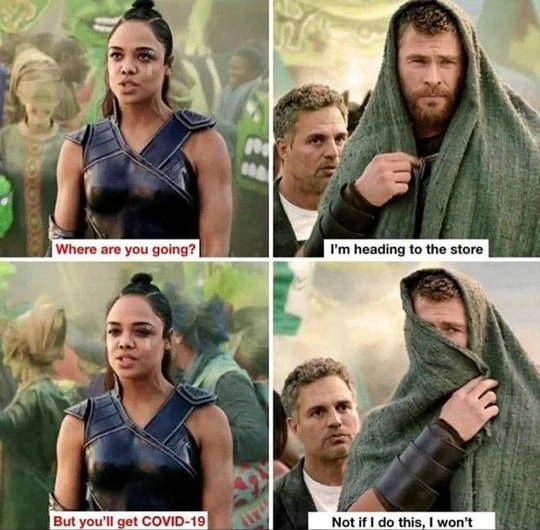 Where are you going?
I'm heading to the store
But you'll get COVID-19
Not if I do this, I won't